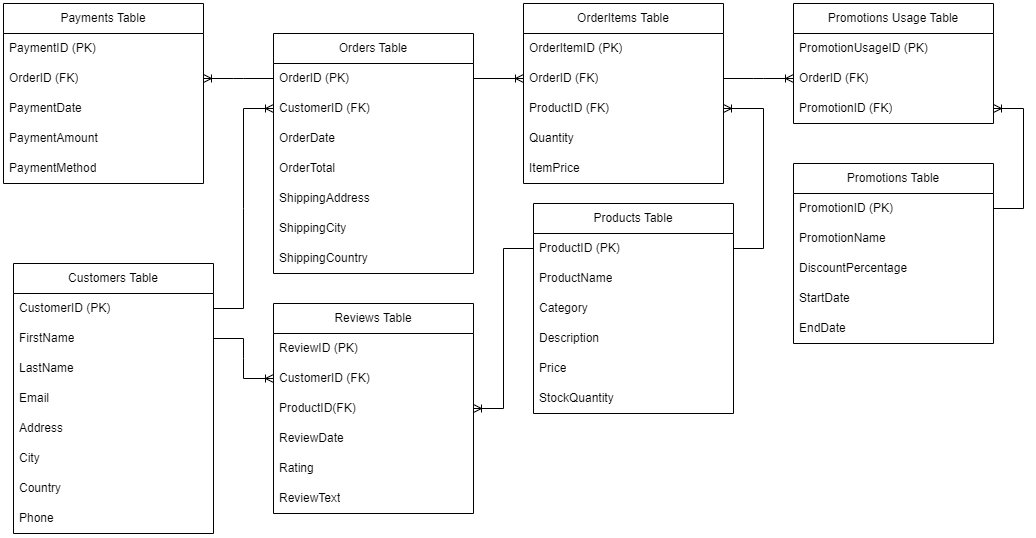 Payments Table
PaymentID (PK)
OrderID (FK)
PaymentDate
PaymentAmount
PaymentMethod
Orders Table
OrderID (PK)
CustomerID (FK)
OrderDate
OrderTotal
ShippingAddress
ShippingCity
ShippingCountry
OrderItems Table
OrderItemID (PK)
OrderID (FK)
ProductID (FK)
Quantity
ItemPrice
Promotions Usage Table
PromotionUsageID (PK)
OrderID (FK)
PromotionID (FK)
Promotions Table
PromotionID (PK)
PromotionName
DiscountPercentage
StartDate
EndDate
Products Table
ProductID (PK)
ProductName
Category
Description
Price
StockQuantity
Customers Table
CustomerID (PK)
FirstName
LastName
Email
Address
City
Country
Phone
Reviews Table
ReviewID (PK)
CustomerID (FK)
ProductID(FK)
ReviewDate
Rating
ReviewText